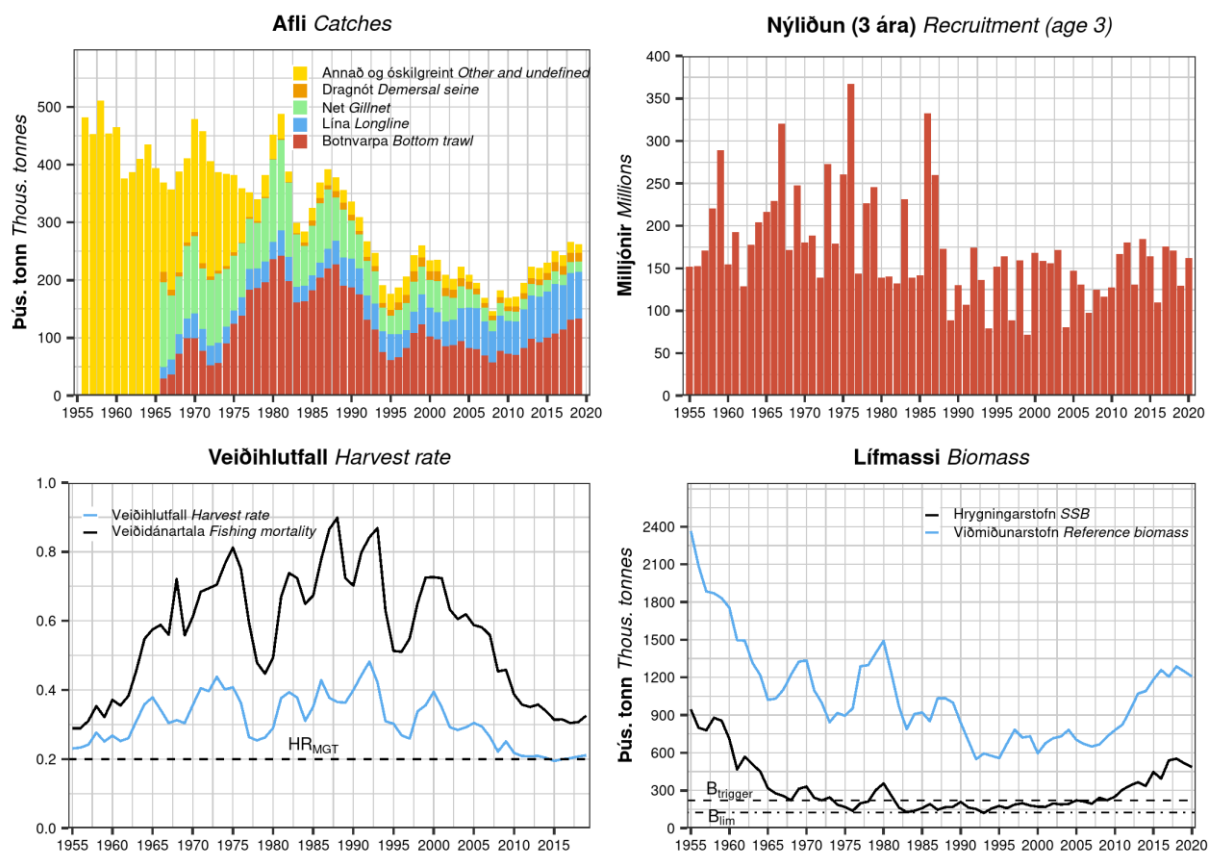 Afli Catches
Þús. tonn Thous. tonnes
500
400
300
200
100
0
Annað og óskilgreint Other and undefined
Dragnót Demersal seine
Net Gillnet
Lína Longline
Botnvarpa Bottom trawl
1955 1960 1965 1970 1975 1980 1985 1990 1995 2000 2005 2010 2015 2020
Nýliðun (3 ára) Recruitment (age 3)
Milljónir Millions
400
350
300
250
200
150
100
50
0
1955 1960 1965 1970 1975 1980 1985 1990 1995 2000 2005 2010 2015 2020
Veiðihlutfall Harvest rate
1.0
0.8
0.6
0.4
0.2
0.0
Veiðihlutfall Harvest rate
Veiðidánartala Fishing mortality
HRMGT
1955 1960 1965 1970 1975 1980 1985 1990 1995 2000 2005 2010 2015
Lífmassi Biomass
Þús. tonn Thous. tonnes
2400
2100
1800
1500
1200
900
600
300
0
Hrygningarstofn SSB
Viðmiðunarstofn Reference biomass
Btrigger
Blim
1955 1960 1965 1970 1975 1980 1985 1990 1995 2000 2005 2010 2015 2020